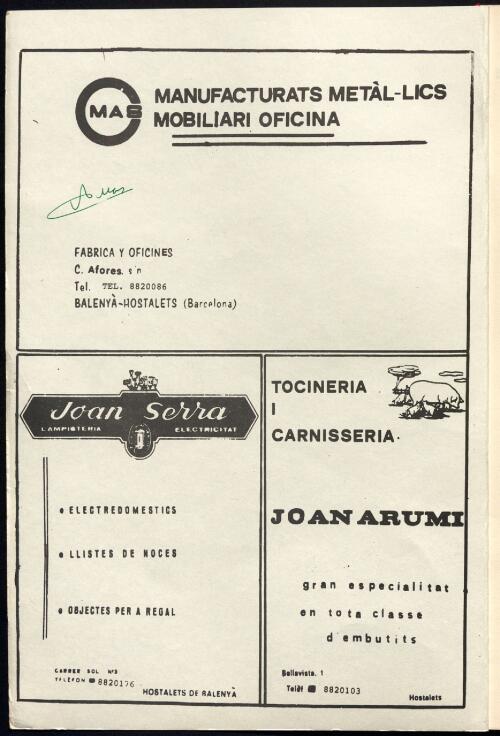 MAS
MANUFACTURATS METÀL-LICS
MOBILIARI OFICINA
A. Mas
FABRICA Y OFICINES
C. Afores. s/n
Tel. TEL. 8820086
BALENYÀ-HOSTALETS (Barcelona)
Joan Serra
LAMPISTERIA ELECTRICITAT
• ELECTREDOMESTICS
• LLISTES DE NOCES
• OBJECTES PER A REGAL
CARRER SOL Nº3
TELEFON ☎ 8820176
HOSTALETS DE BALENYÀ
TOCINERIA
I
CARNISSERIA.
JOAN ARUMI
gran especialitat
en tota classe
d'embutits
Bellavista, 1
Telèf ☎ 8820103
Hostalets